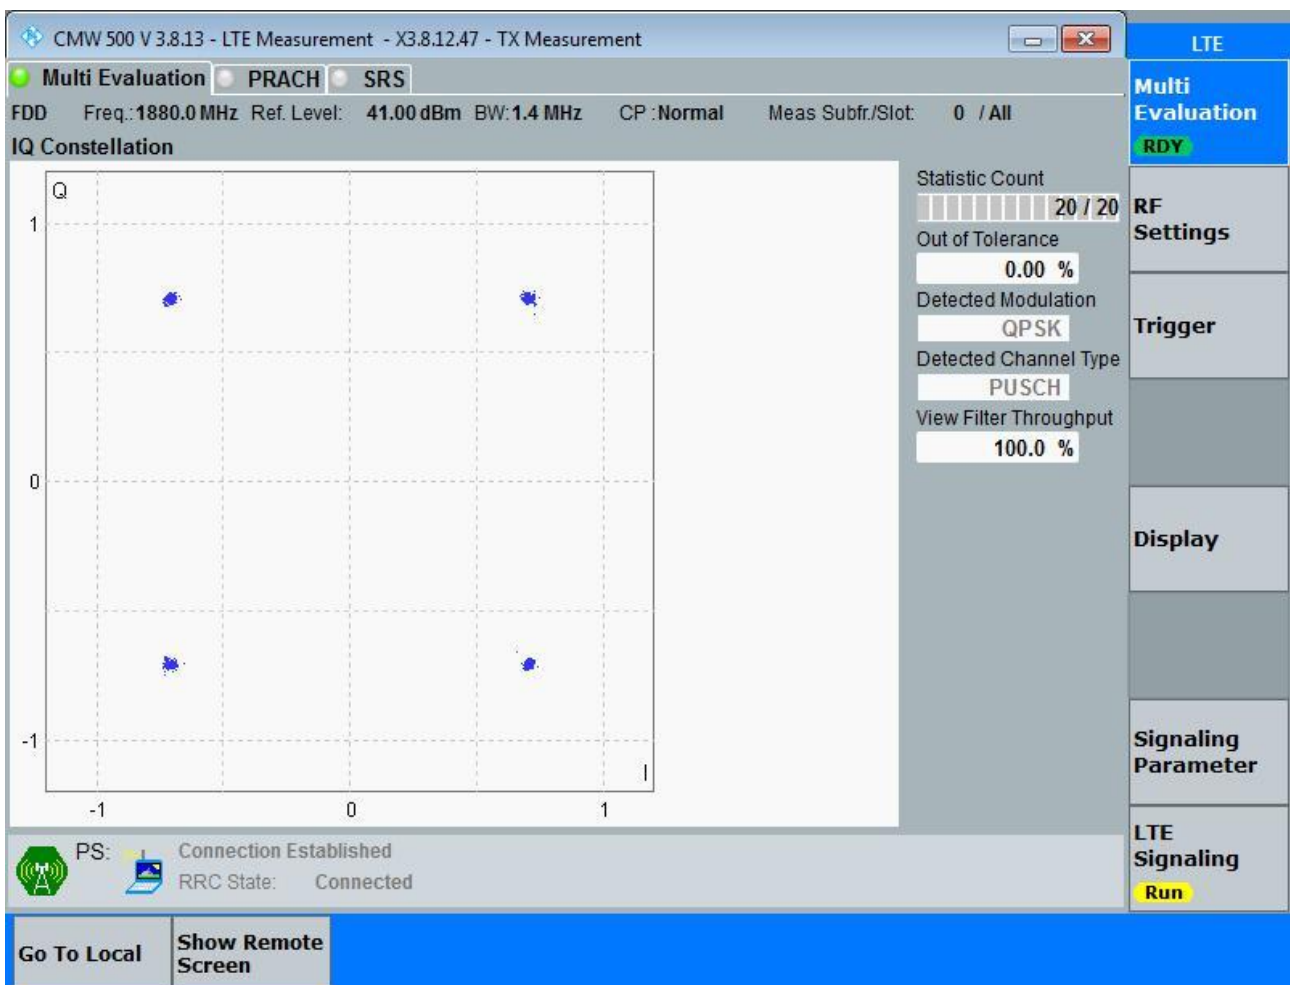 CMW 500 V 3.8.13 - LTE Measurement - X3.8.12.47 - TX Measurement
LTE
Multi Evaluation PRACH SRS
FDD Freq.: 1880.0 MHz Ref. Level: 41.00 dBm BW: 1.4 MHz CP : Normal Meas Subfr./Slot: 0 / All
IQ Constellation
Q
1
0
-1
I
-1 0 1
Statistic Count
20 / 20
Out of Tolerance
0.00 %
Detected Modulation
QPSK
Detected Channel Type
PUSCH
View Filter Throughput
100.0 %
Multi
Evaluation
RDY
RF
Settings
Trigger
Display
Signaling
Parameter
LTE
Signaling
Run
PS: Connection Established
RRC State: Connected
Go To Local
Show Remote
Screen